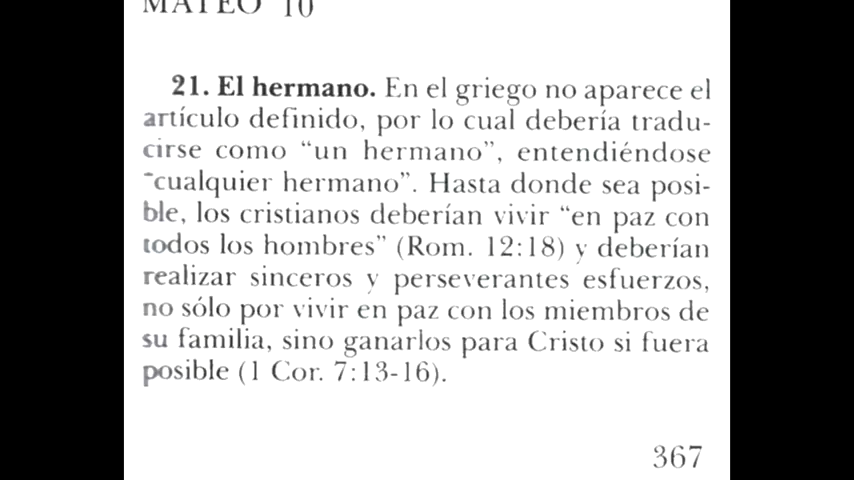 MATEO 10
21. El hermano. En el griego no aparece el
artículo definido, por lo cual debería tradu-
cirse como “un hermano”, entendiéndose
“cualquier hermano”. Hasta donde sea posi-
ble, los cristianos deberían vivir “en paz con
todos los hombres” (Rom. 12:18) y deberían
realizar sinceros y perseverantes esfuerzos,
no sólo por vivir en paz con los miembros de
su familia, sino ganarlos para Cristo si fuera
posible (1 Cor. 7:13-16).
367